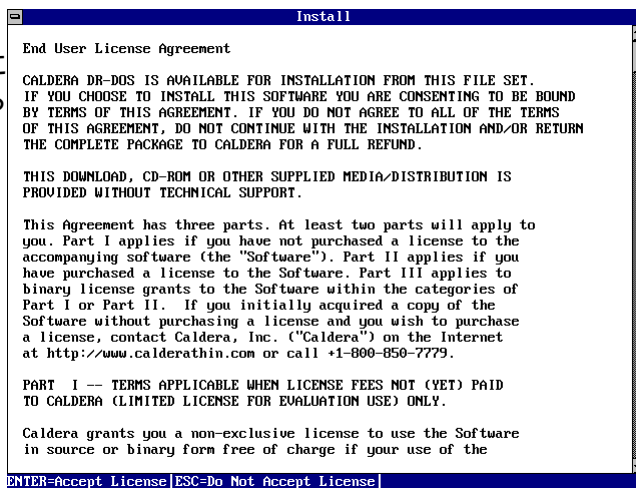 Install
End User License Agreement
CALDERA DR-DOS IS AVAILABLE FOR INSTALLATION FROM THIS FILE SET.
IF YOU CHOOSE TO INSTALL THIS SOFTWARE YOU ARE CONSENTING TO BE BOUND
BY TERMS OF THIS AGREEMENT. IF YOU DO NOT AGREE TO ALL OF THE TERMS
OF THIS AGREEMENT, DO NOT CONTINUE WITH THE INSTALLATION AND/OR RETURN
THE COMPLETE PACKAGE TO CALDERA FOR A FULL REFUND.
THIS DOWNLOAD, CD-ROM OR OTHER SUPPLIED MEDIA/DISTRIBUTION IS
PROVIDED WITHOUT TECHNICAL SUPPORT.
This Agreement has three parts. At least two parts will apply to
you. Part I applies if you have not purchased a license to the
accompanying software (the "Software"). Part II applies if you
have purchased a license to the Software. Part III applies to
binary license grants to the Software within the categories of
Part I or Part II.  If you initially acquired a copy of the
Software without purchasing a license and you wish to purchase
a license, contact Caldera, Inc. ("Caldera") on the Internet
at http://www.calderathin.com or call +1-800-850-7779.
PART  I -- TERMS APPLICABLE WHEN LICENSE FEES NOT (YET) PAID
TO CALDERA (LIMITED LICENSE FOR EVALUATION USE) ONLY.
Caldera grants you a non-exclusive license to use the Software
in source or binary form free of charge if your use of the
ENTER=Accept License|ESC=Do Not Accept License|